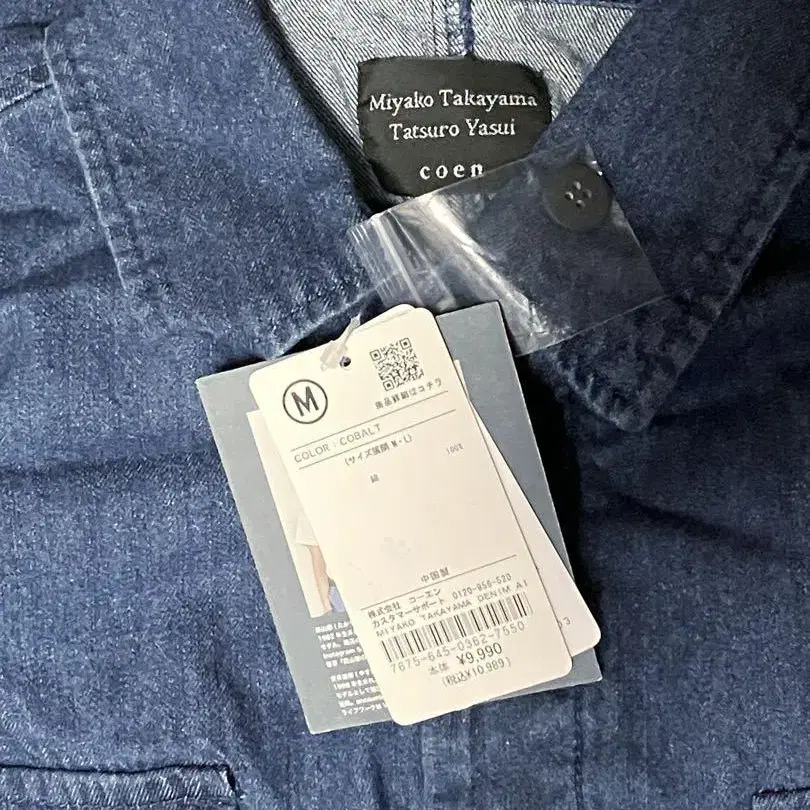 Miyako Takayama
Tatsuro Yasui
coen
M
商品詳細はコチラ
COLOR : COBALT
(サイズ展開 M・L)
綿 100%
中国製
株式会社 コーエン
カスタマーサポート 0120-956-520
MIYAKO TAKAYAMA DENIM A1
7675-645-0362-7550
本体 ¥9,990
(税込¥10,989)